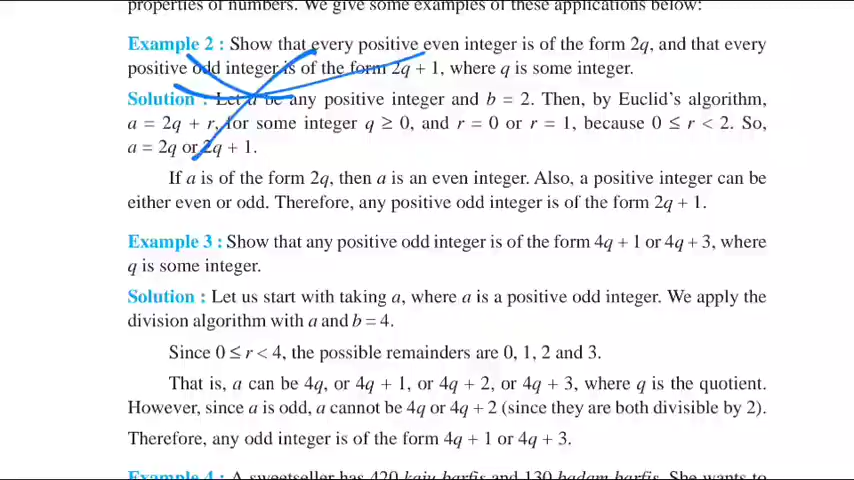 properties of numbers. We give some examples of these applications below:
Example 2 : Show that every positive even integer is of the form 2q, and that every
positive odd integer is of the form 2q + 1, where q is some integer.
Solution : Let a be any positive integer and b = 2. Then, by Euclid's algorithm,
a = 2q + r, for some integer q ≥ 0, and r = 0 or r = 1, because 0 ≤ r < 2. So,
a = 2q or 2q + 1.
If a is of the form 2q, then a is an even integer. Also, a positive integer can be
either even or odd. Therefore, any positive odd integer is of the form 2q + 1.
Example 3 : Show that any positive odd integer is of the form 4q + 1 or 4q + 3, where
q is some integer.
Solution : Let us start with taking a, where a is a positive odd integer. We apply the
division algorithm with a and b = 4.
Since 0 ≤ r < 4, the possible remainders are 0, 1, 2 and 3.
That is, a can be 4q, or 4q + 1, or 4q + 2, or 4q + 3, where q is the quotient.
However, since a is odd, a cannot be 4q or 4q + 2 (since they are both divisible by 2).
Therefore, any odd integer is of the form 4q + 1 or 4q + 3.
Example 4 : A sweetseller has 420 kaju barfis and 130 badam barfis. She wants to